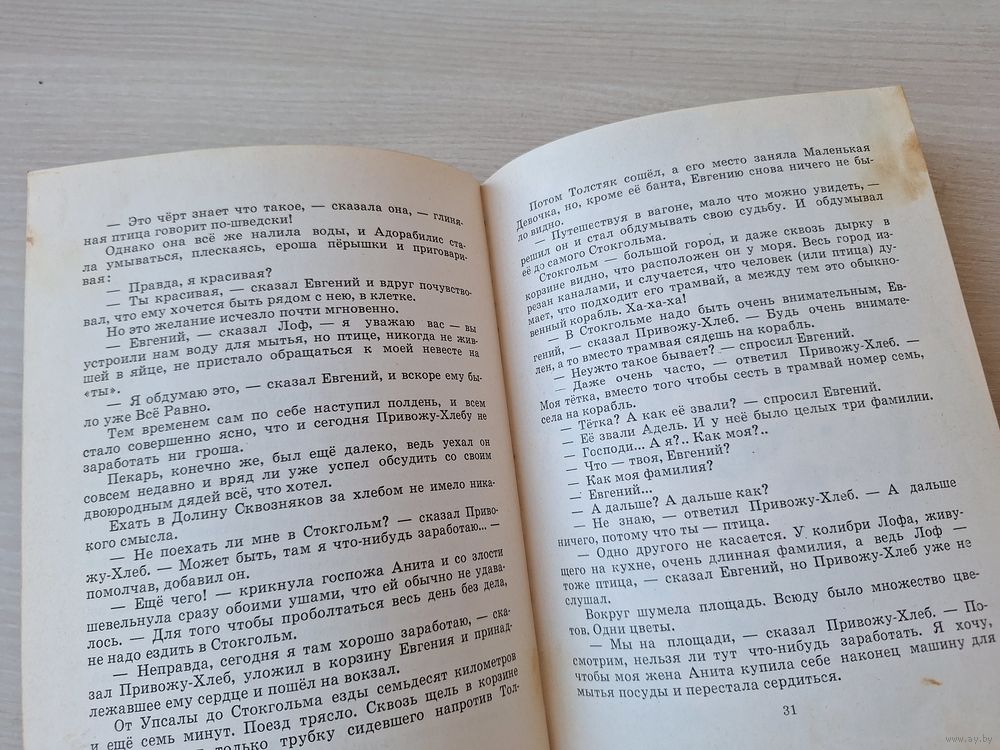 — Это чёрт знает что такое, — сказала она, — глиня-
ная птица говорит по-шведски!
Однако она всё же налила воды, и Адорабилис ста-
ла умываться, плескаясь, ероша пёрышки и приговари-
вая:
— Правда, я красивая?
— Ты красивая, — сказал Евгений и вдруг почувство-
вал, что ему хочется быть рядом с нею, в клетке.
Но это желание исчезло почти мгновенно.
— Евгений, — сказал Лоф, — я уважаю вас — вы
устроили нам воду для мытья, но птице, никогда не жив-
шей в яйце, не пристало обращаться к моей невесте на
«ты».
— Я обдумаю это, — сказал Евгений, и вскоре ему бы-
ло уже Всё Равно.
Тем временем сам по себе наступил полдень, и всем
стало совершенно ясно, что и сегодня Привожу-Хлебу не
заработать ни гроша.
Пекарь, конечно же, был ещё далеко, ведь уехал он
совсем недавно и вряд ли уже успел обсудить со своим
двоюродным дядей всё, что хотел.
Ехать в Долину Сквозняков за хлебом не имело ника-
кого смысла.
— Не поехать ли мне в Стокгольм? — сказал Приво-
жу-Хлеб. — Может быть, там я что-нибудь заработаю... —
помолчав, добавил он.
— Ещё чего! — крикнула госпожа Анита и со злости
шевельнула сразу обоими ушами, что ей обычно не удава-
лось. — Для того чтобы проболтаться весь день без дела,
не надо ездить в Стокгольм.
— Неправда, сегодня я там хорошо заработаю, — ска-
зал Привожу-Хлеб, уложил в корзину Евгения и принад-
лежавшее ему сердце и пошёл на вокзал.
От Упсалы до Стокгольма езды семьдесят километров
и ещё семь минут. Поезд трясло. Сквозь щель в корзине
только трубку сидевшего напротив Тол-
Потом Толстяк сошёл, а его место заняла Маленькая
Девочка, но, кроме её банта, Евгению снова ничего не бы-
ло видно.
— Путешествуя в вагоне, мало что можно увидеть, —
решил он и стал обдумывать свою судьбу. И обдумывал
её до самого Стокгольма.
Стокгольм — большой город, и даже сквозь дырку в
корзине видно, что расположен он у моря. Весь город из-
резан каналами, и случается, что человек (или птица) ду-
мает, что подходит его трамвай, а между тем это обыкно-
венный корабль. Ха-ха-ха!
— В Стокгольме надо быть очень внимательным, Ев-
гений, — сказал Привожу-Хлеб. — Будь очень внимате-
лен, а то вместо трамвая сядешь на корабль.
— Неужто такое бывает? — спросил Евгений.
— Даже очень часто, — ответил Привожу-Хлеб. —
Моя тётка, вместо того чтобы сесть в трамвай номер семь,
села на корабль.
— Тётка? А как её звали? — спросил Евгений.
— Её звали Адель. И у неё было целых три фамилии.
— Господи... А я?.. Как моя?..
— Что — твоя, Евгений?
— Как моя фамилия?
— Евгений...
— А дальше? А дальше как?
— Не знаю, — ответил Привожу-Хлеб. — А дальше
ничего, потому что ты — птица.
— Одно другого не касается. У колибри Лофа, живу-
щего на кухне, очень длинная фамилия, а ведь Лоф —
тоже птица, — сказал Евгений, но Привожу-Хлеб уже не
слушал.
Вокруг шумела площадь. Всюду было множество цве-
тов. Одни цветы.
— Мы на площади, — сказал Привожу-Хлеб. — По-
смотрим, нельзя ли тут что-нибудь заработать. Я хочу,
чтобы моя жена Анита купила себе наконец машину для
мытья посуды и перестала сердиться.
31
www.ay.by